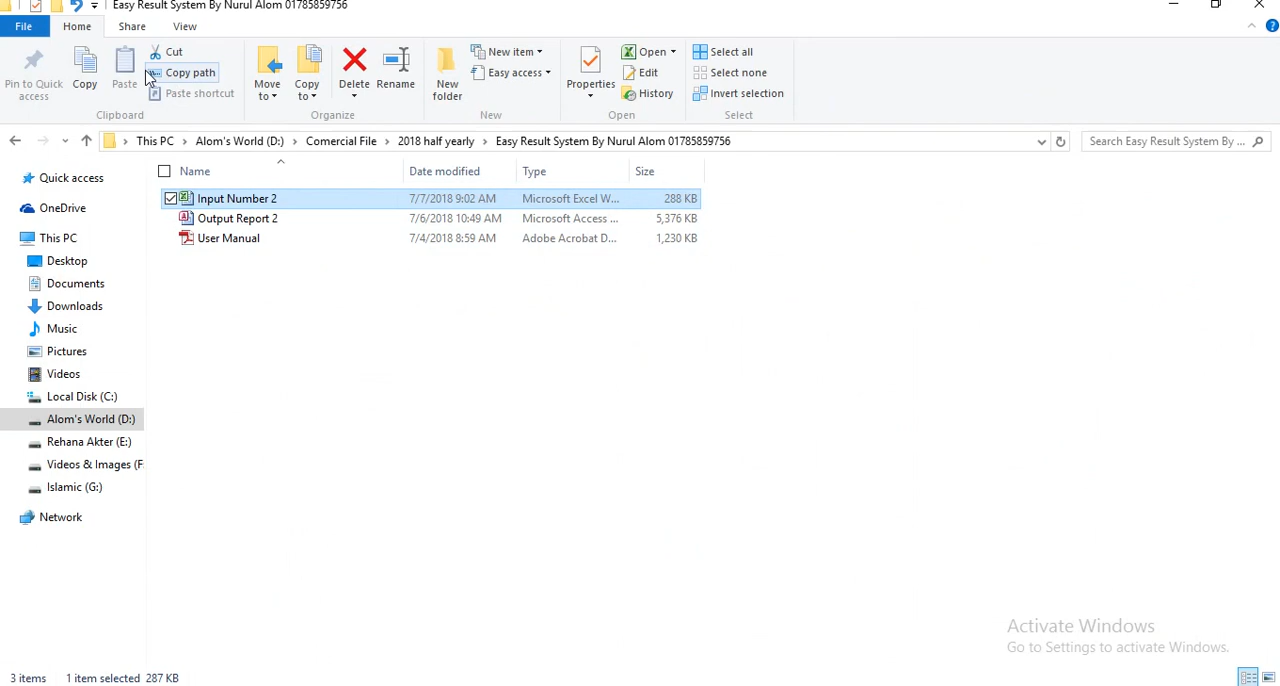 Easy Result System By Nurul Alom 01785859756
File Home Share View
Pin to Quick access
Copy
Paste
Cut
Copy path
Paste shortcut
Clipboard
Move to
Copy to
Delete
Rename
Organize
New folder
New item
Easy access
New
Properties
Open
Edit
History
Open
Select all
Select none
Invert selection
Select
This PC › Alom's World (D:) › Comercial File › 2018 half yearly › Easy Result System By Nurul Alom 01785859756
Search Easy Result System By ...
Name Date modified Type Size
Input Number 2 7/7/2018 9:02 AM Microsoft Excel W... 288 KB
Output Report 2 7/6/2018 10:49 AM Microsoft Access ... 5,376 KB
User Manual 7/4/2018 8:59 AM Adobe Acrobat D... 1,230 KB
Quick access
OneDrive
This PC
Desktop
Documents
Downloads
Music
Pictures
Videos
Local Disk (C:)
Alom's World (D:)
Rehana Akter (E:)
Videos & Images (F
Islamic (G:)
Network
Activate Windows
Go to Settings to activate Windows.
3 items 1 item selected 287 KB